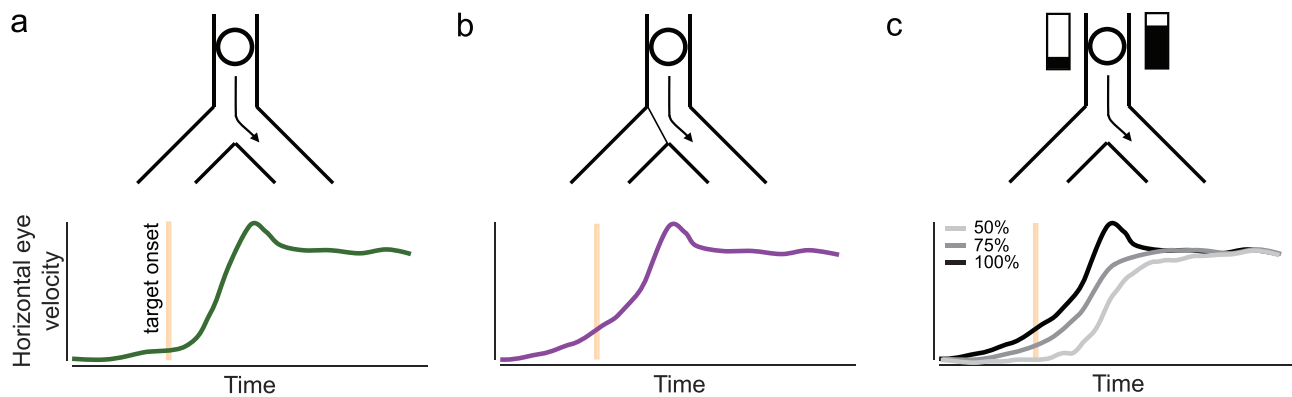 a
b
c
Horizontal eye
velocity
target onset
Time
Time
50%
75%
100%
Time